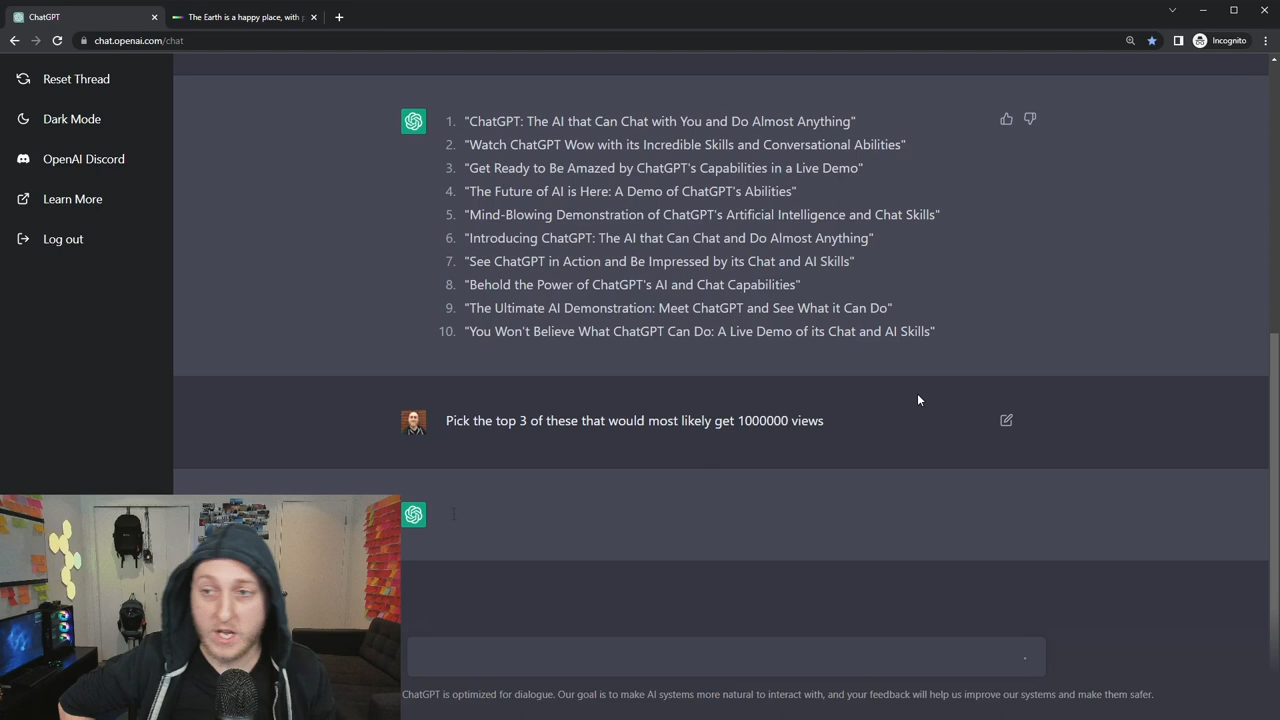 ChatGPT
The Earth is a happy place, with
chat.openai.com/chat
Incognito
Reset Thread
Dark Mode
OpenAI Discord
Learn More
Log out
1. "ChatGPT: The AI that Can Chat with You and Do Almost Anything"
2. "Watch ChatGPT Wow with its Incredible Skills and Conversational Abilities"
3. "Get Ready to Be Amazed by ChatGPT's Capabilities in a Live Demo"
4. "The Future of AI is Here: A Demo of ChatGPT's Abilities"
5. "Mind-Blowing Demonstration of ChatGPT's Artificial Intelligence and Chat Skills"
6. "Introducing ChatGPT: The AI that Can Chat and Do Almost Anything"
7. "See ChatGPT in Action and Be Impressed by its Chat and AI Skills"
8. "Behold the Power of ChatGPT's AI and Chat Capabilities"
9. "The Ultimate AI Demonstration: Meet ChatGPT and See What it Can Do"
10. "You Won't Believe What ChatGPT Can Do: A Live Demo of its Chat and AI Skills"
Pick the top 3 of these that would most likely get 1000000 views
ChatGPT is optimized for dialogue. Our goal is to make AI systems more natural to interact with, and your feedback will help us improve our systems and make them safer.